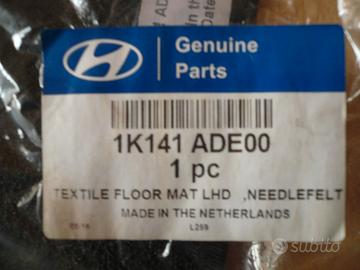 Genuine
Parts
1K141 ADE00
1 pc
TEXTILE FLOOR MAT LHD ,NEEDLEFELT
MADE IN THE NETHERLANDS
L259
subito